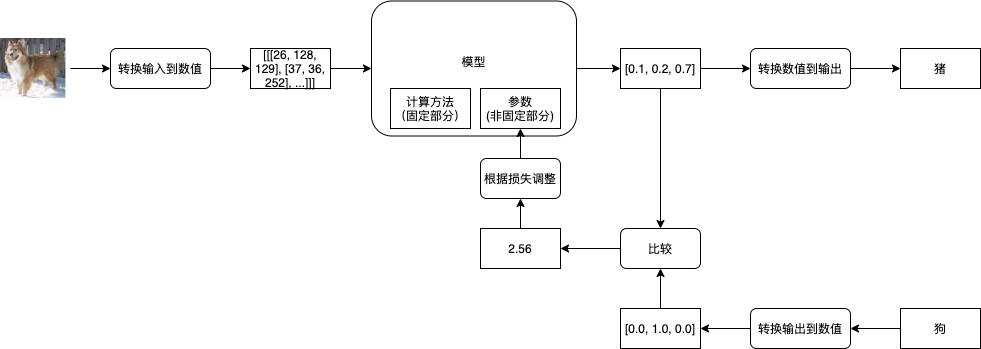 转换输入到数值
[[[26, 128,
129], [37, 36,
252], ...]]]
模型
计算方法
（固定部分）
参数
(非固定部分)
[0.1, 0.2, 0.7]
转换数值到输出
猪
根据损失调整
2.56
比较
[0.0, 1.0, 0.0]
转换输出到数值
狗